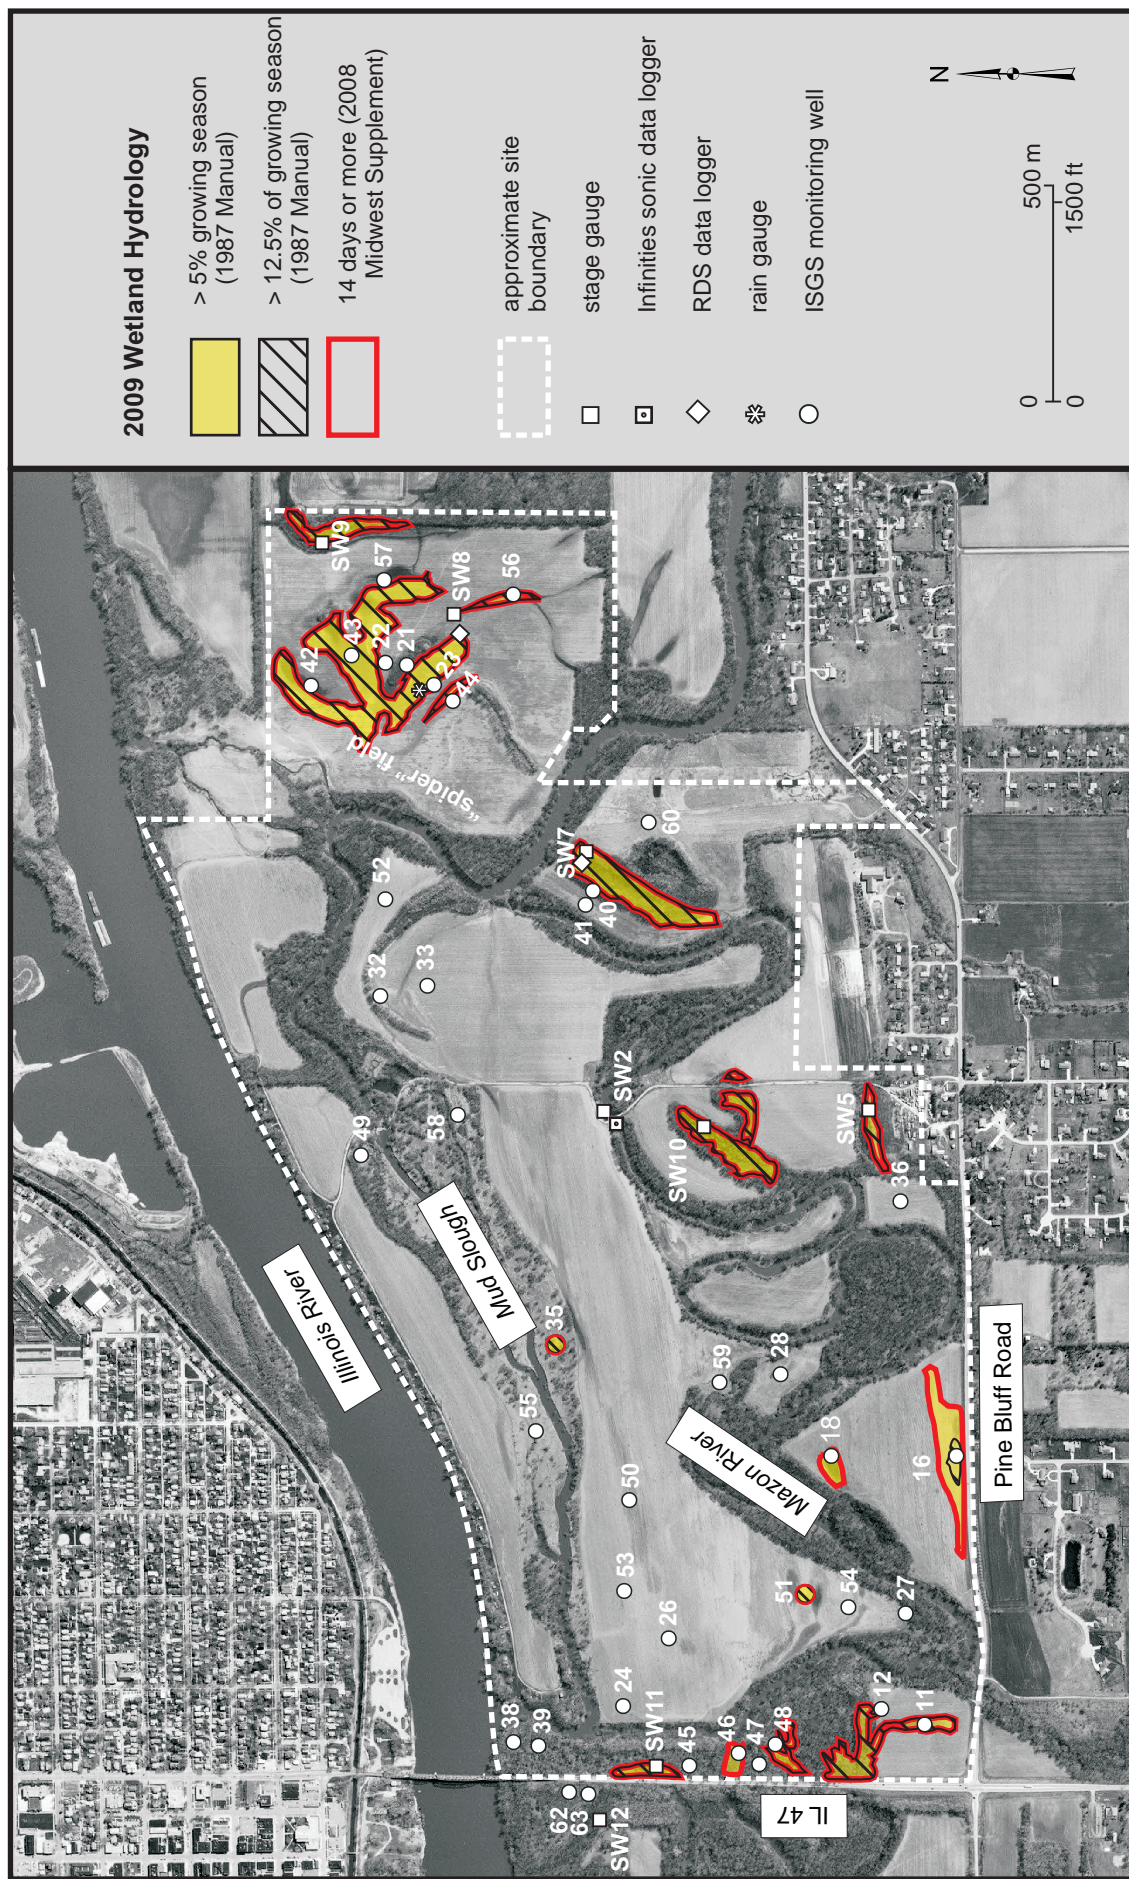 2009 Wetland Hydrology
> 5% growing season
(1987 Manual)
> 12.5% of growing season
(1987 Manual)
14 days or more (2008
Midwest Supplement)
approximate site
boundary
stage gauge
Infinities sonic data logger
RDS data logger
rain gauge
ISGS monitoring well
0
500 m
0
1500 ft
N
Illinois River
Mud Slough
Mazon River
Pine Bluff Road
IL 47
“spider” field
SW9
57
SW8
56
42
43
22
21
23
44
52
32
33
SW7
41
40
60
49
58
SW2
SW10
SW5
36
35
55
59
28
50
18
16
53
26
51
54
27
24
38
39
SW11
45
46
47
48
12
11
62
63
SW12